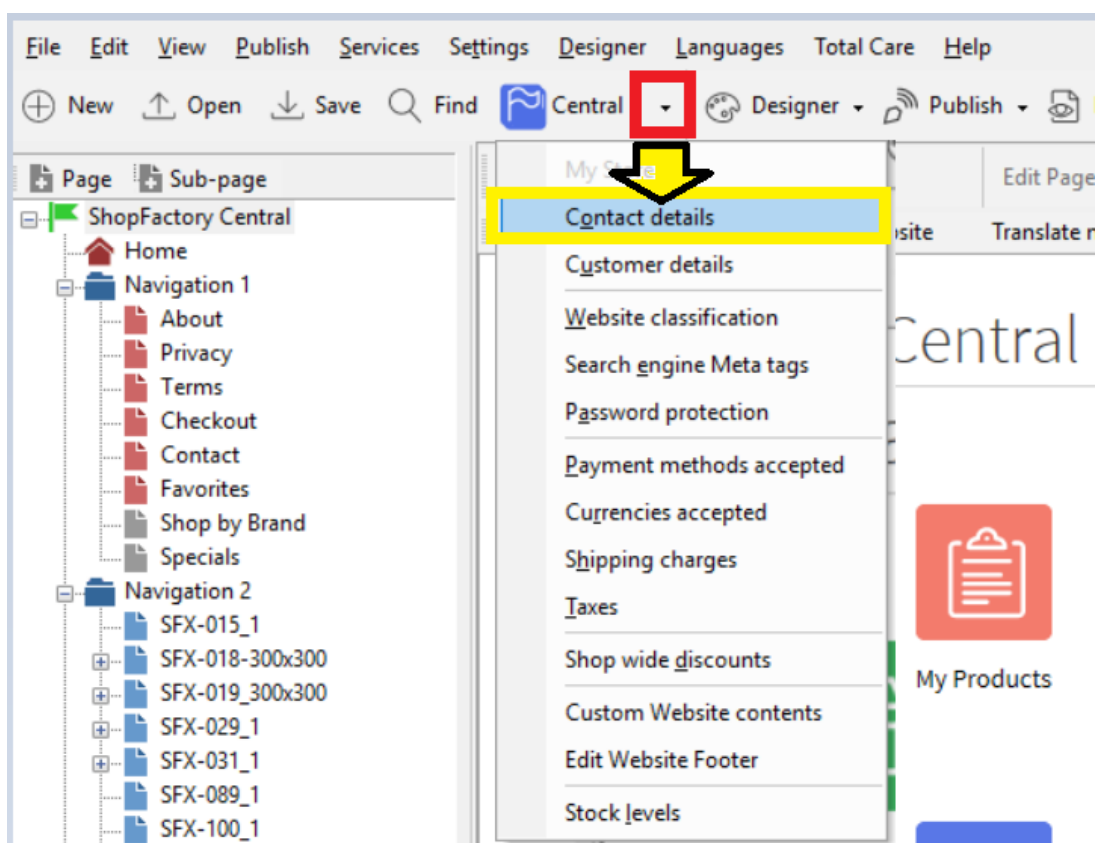 File Edit View Publish Services Settings Designer Languages Total Care Help
New Open Save Find Central Designer Publish
Page Sub-page
ShopFactory Central
Home
Navigation 1
About
Privacy
Terms
Checkout
Contact
Favorites
Shop by Brand
Specials
Navigation 2
SFX-015_1
SFX-018-300x300
SFX-019_300x300
SFX-029_1
SFX-031_1
SFX-089_1
SFX-100_1
My
Contact details
Customer details
Website classification
Search engine Meta tags
Password protection
Payment methods accepted
Currencies accepted
Shipping charges
Taxes
Shop wide discounts
Custom Website contents
Edit Website Footer
Stock levels
Edit Page
Translate
Central
My Products